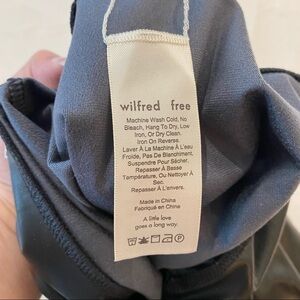 wilfred free
Machine Wash Cold, No
Bleach, Hang To Dry, Low
Iron, Or Dry Clean.
Iron On Reverse.
Laver À La Machine À L'eau
Froide, Pas De Blanchiment,
Suspendre Pour Sécher,
Repasser À Basse
Température, Ou Nettoyer À
Sec.
Repasser À L'envers.
Made in China
Fabriqué en China
A little love
goes a long way.